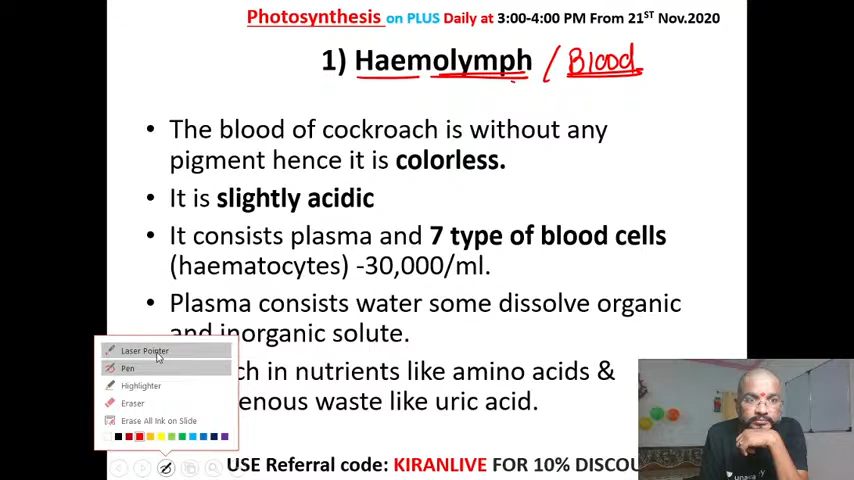 Photosynthesis on PLUS Daily at 3:00-4:00 PM From 21ST Nov.2020
1) Haemolymph / Blood
• The blood of cockroach is without any
pigment hence it is colorless.
• It is slightly acidic
• It consists plasma and 7 type of blood cells
(haematocytes) -30,000/ml.
• Plasma consists water some dissolve organic
and inorganic solute.
ch in nutrients like amino acids &
enous waste like uric acid.
Laser Pointer
Pen
Highlighter
Eraser
Erase All Ink on Slide
USE Referral code: KIRANLIVE FOR 10% DISCOU